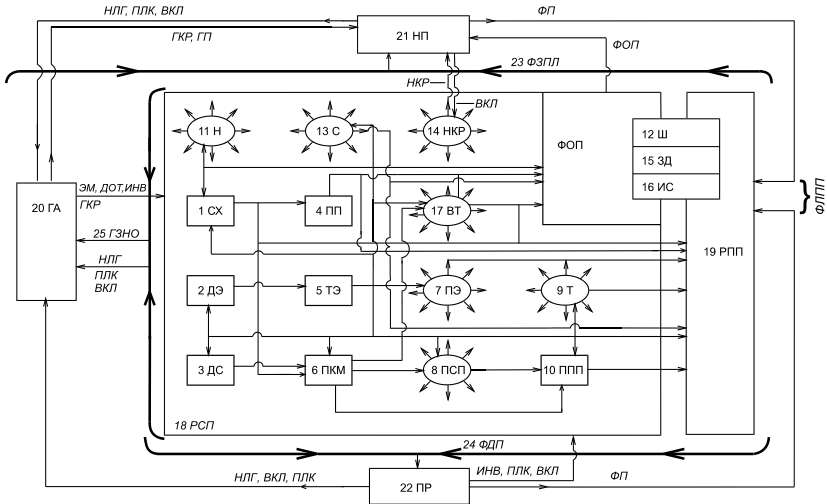 НЛГ, ПЛК, ВКЛ
ФП
21 НП
ГКР, ГП
ФОП
23 ФЗПЛ
НКР
ВКЛ
11 Н
13 С
14 НКР
ФОП
12 Ш
15 ЗД
16 ИС
20 ГА
ЭМ, ДОТ,ИНВ
ГКР
1 СХ
4 ПП
17 ВТ
ФЛПП
25 ГЗНО
19 РПП
НЛГ
ПЛК
ВКЛ
2 ДЭ
5 ТЭ
7 ПЭ
9 Т
3 ДС
6 ПКМ
8 ПСП
10 ППП
18 РСП
24 ФДП
НЛГ, ВКЛ, ПЛК
22 ПР
ИНВ, ПЛК, ВКЛ
ФП